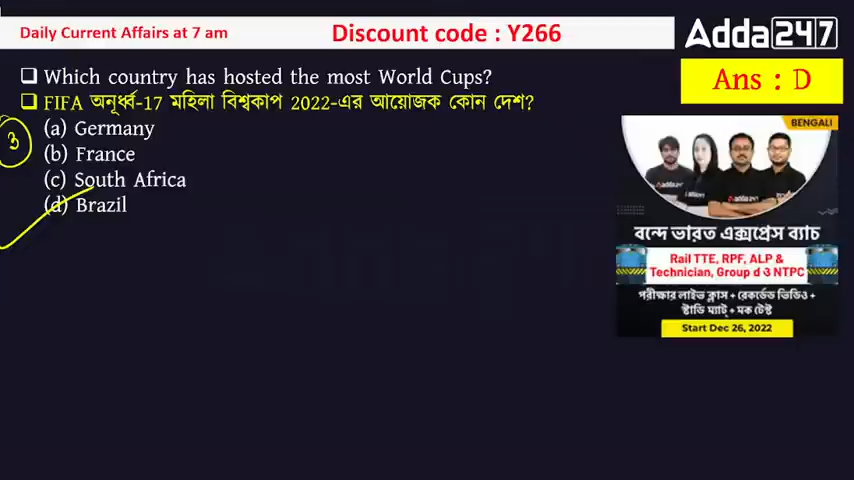 Daily Current Affairs at 7 am
Discount code : Y266
Adda247
Which country has hosted the most World Cups?
Ans : D
FIFA অনূর্ধ্ব-17 মহিলা বিশ্বকাপ 2022-এর আয়োজক কোন দেশ?
3
(a) Germany
(b) France
(c) South Africa
(d) Brazil
BENGALI
বন্দে ভারত এক্সপ্রেস ব্যাচ
Rail TTE, RPF, ALP &
Technician, Group d ও NTPC
পরীক্ষার লাইভ ক্লাস + রেকর্ডেড ভিডিও +
স্টাডি ম্যাট্ + মক টেস্ট
Start Dec 26, 2022